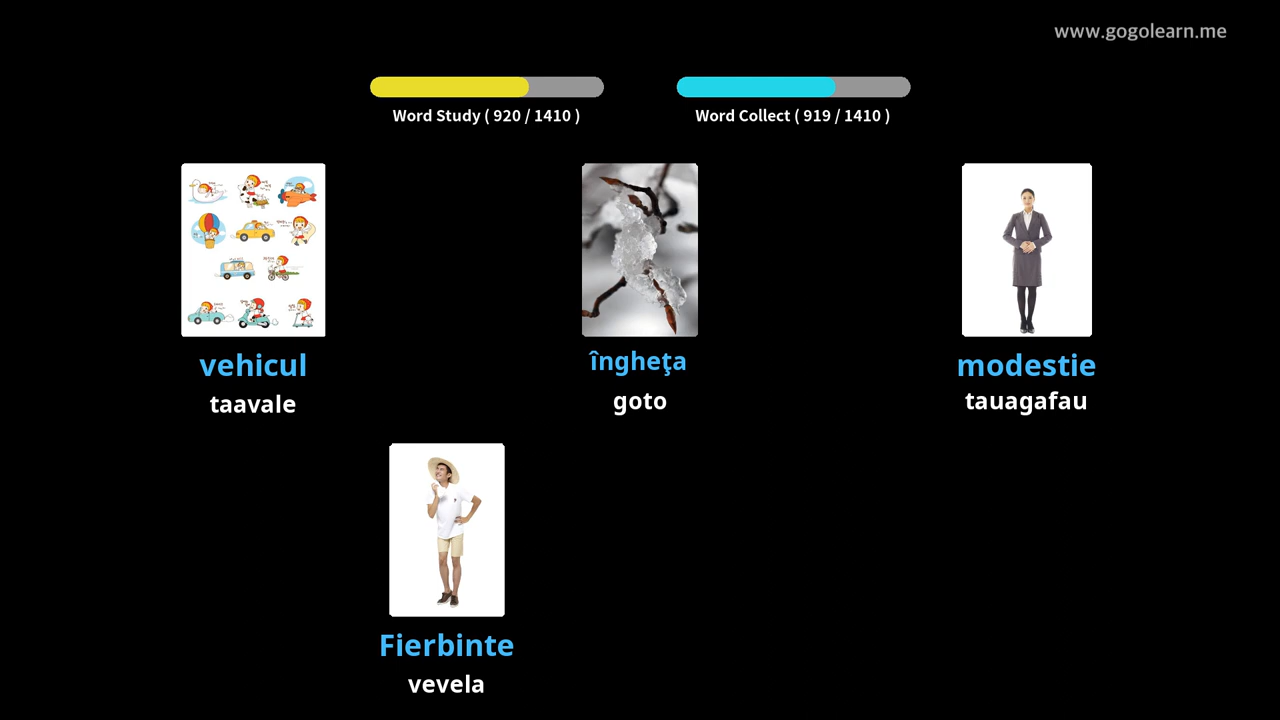 www.gogolearn.me
Word Study ( 920 / 1410 )
Word Collect ( 919 / 1410 )
vehicul
taavale
îngheţa
goto
modestie
tauagafau
Fierbinte
vevela